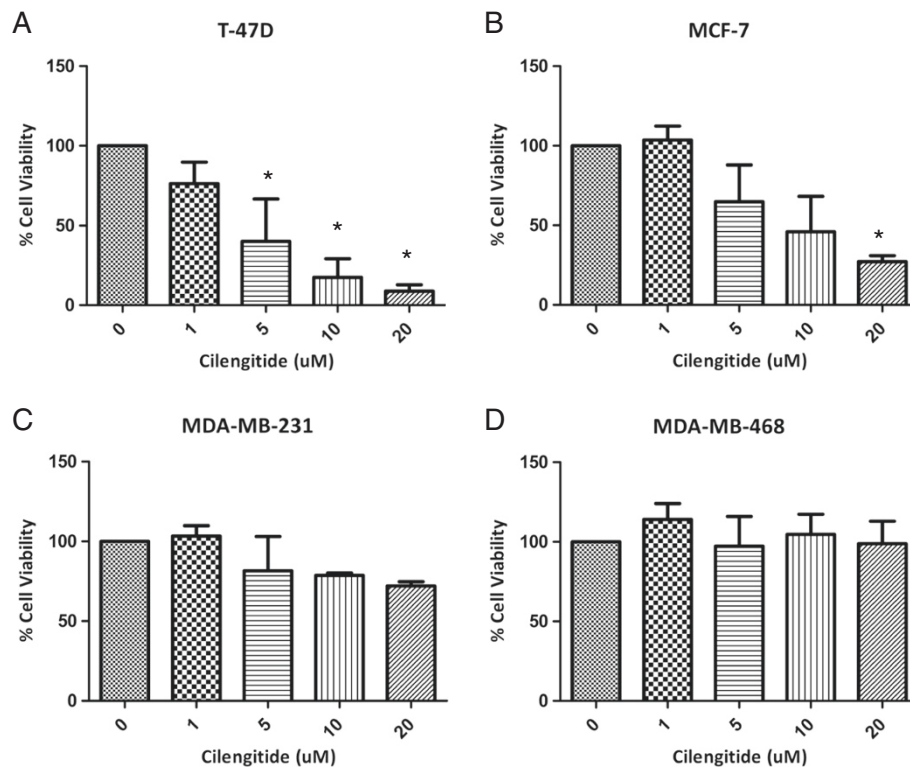 A
T-47D
% Cell Viability
150
100
50
0
*
*
*
0 1 5 10 20
Cilengitide (uM)
B
MCF-7
% Cell Viability
150
100
50
0
*
0 1 5 10 20
Cilengitide (uM)
C
MDA-MB-231
% Cell Viability
150
100
50
0
0 1 5 10 20
Cilengitide (uM)
D
MDA-MB-468
% Cell Viability
150
100
50
0
0 1 5 10 20
Cilengitide (uM)